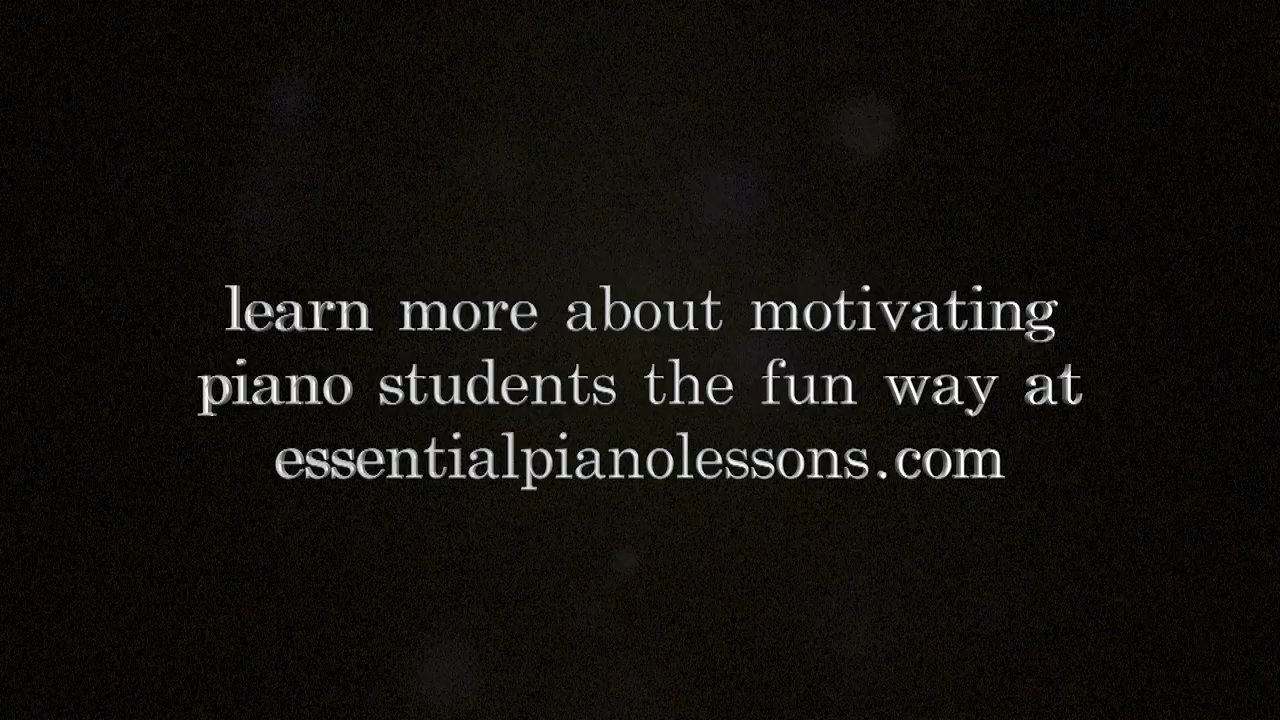 learn more about motivating
piano students the fun way at
essentialpianolessons.com